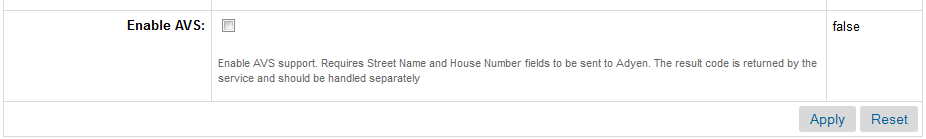 Enable AVS:
false
Enable AVS support. Requires Street Name and House Number fields to be sent to Adyen. The result code is returned by the
service and should be handled separately
Apply Reset